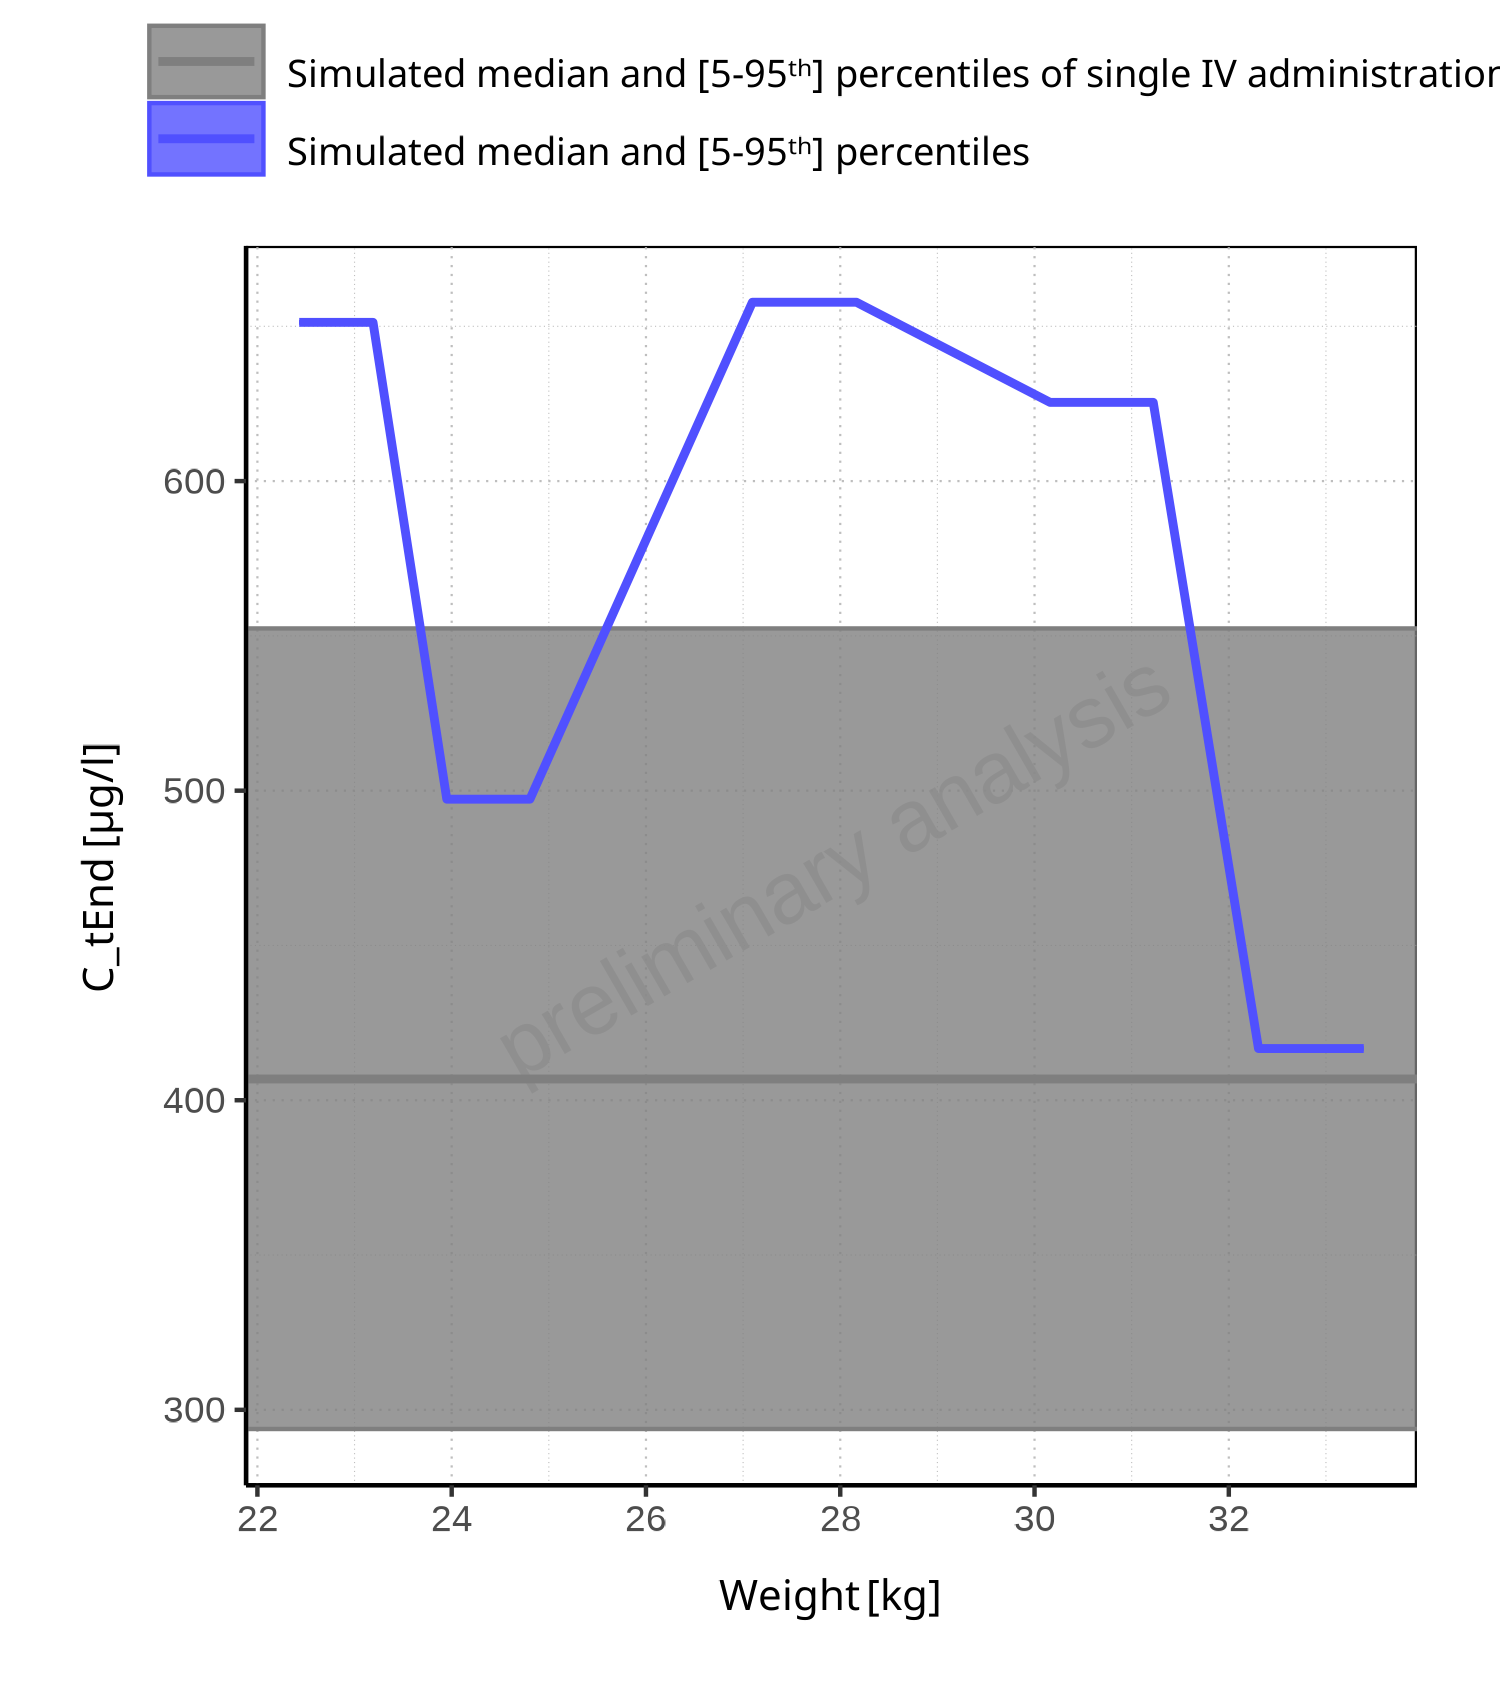 Simulated median and [5-95th] percentiles of single IV administration
Simulated median and [5-95th] percentiles
600
500
400
300
C_tEnd [µg/l]
preliminary analysis
22 24 26 28 30 32
Weight [kg]